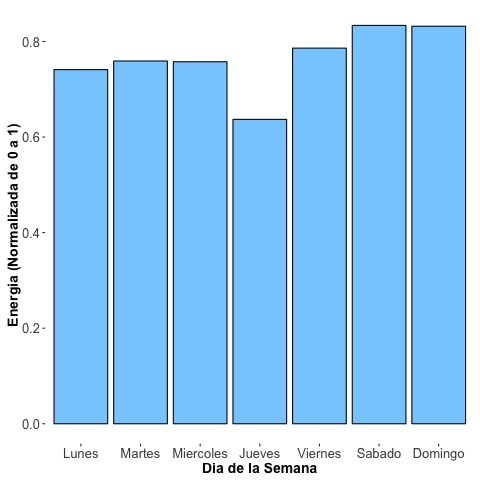 Energia (Normalizada de 0 a 1)
0.8
0.6
0.4
0.2
0.0
Lunes Martes Miercoles Jueves Viernes Sabado Domingo
Dia de la Semana